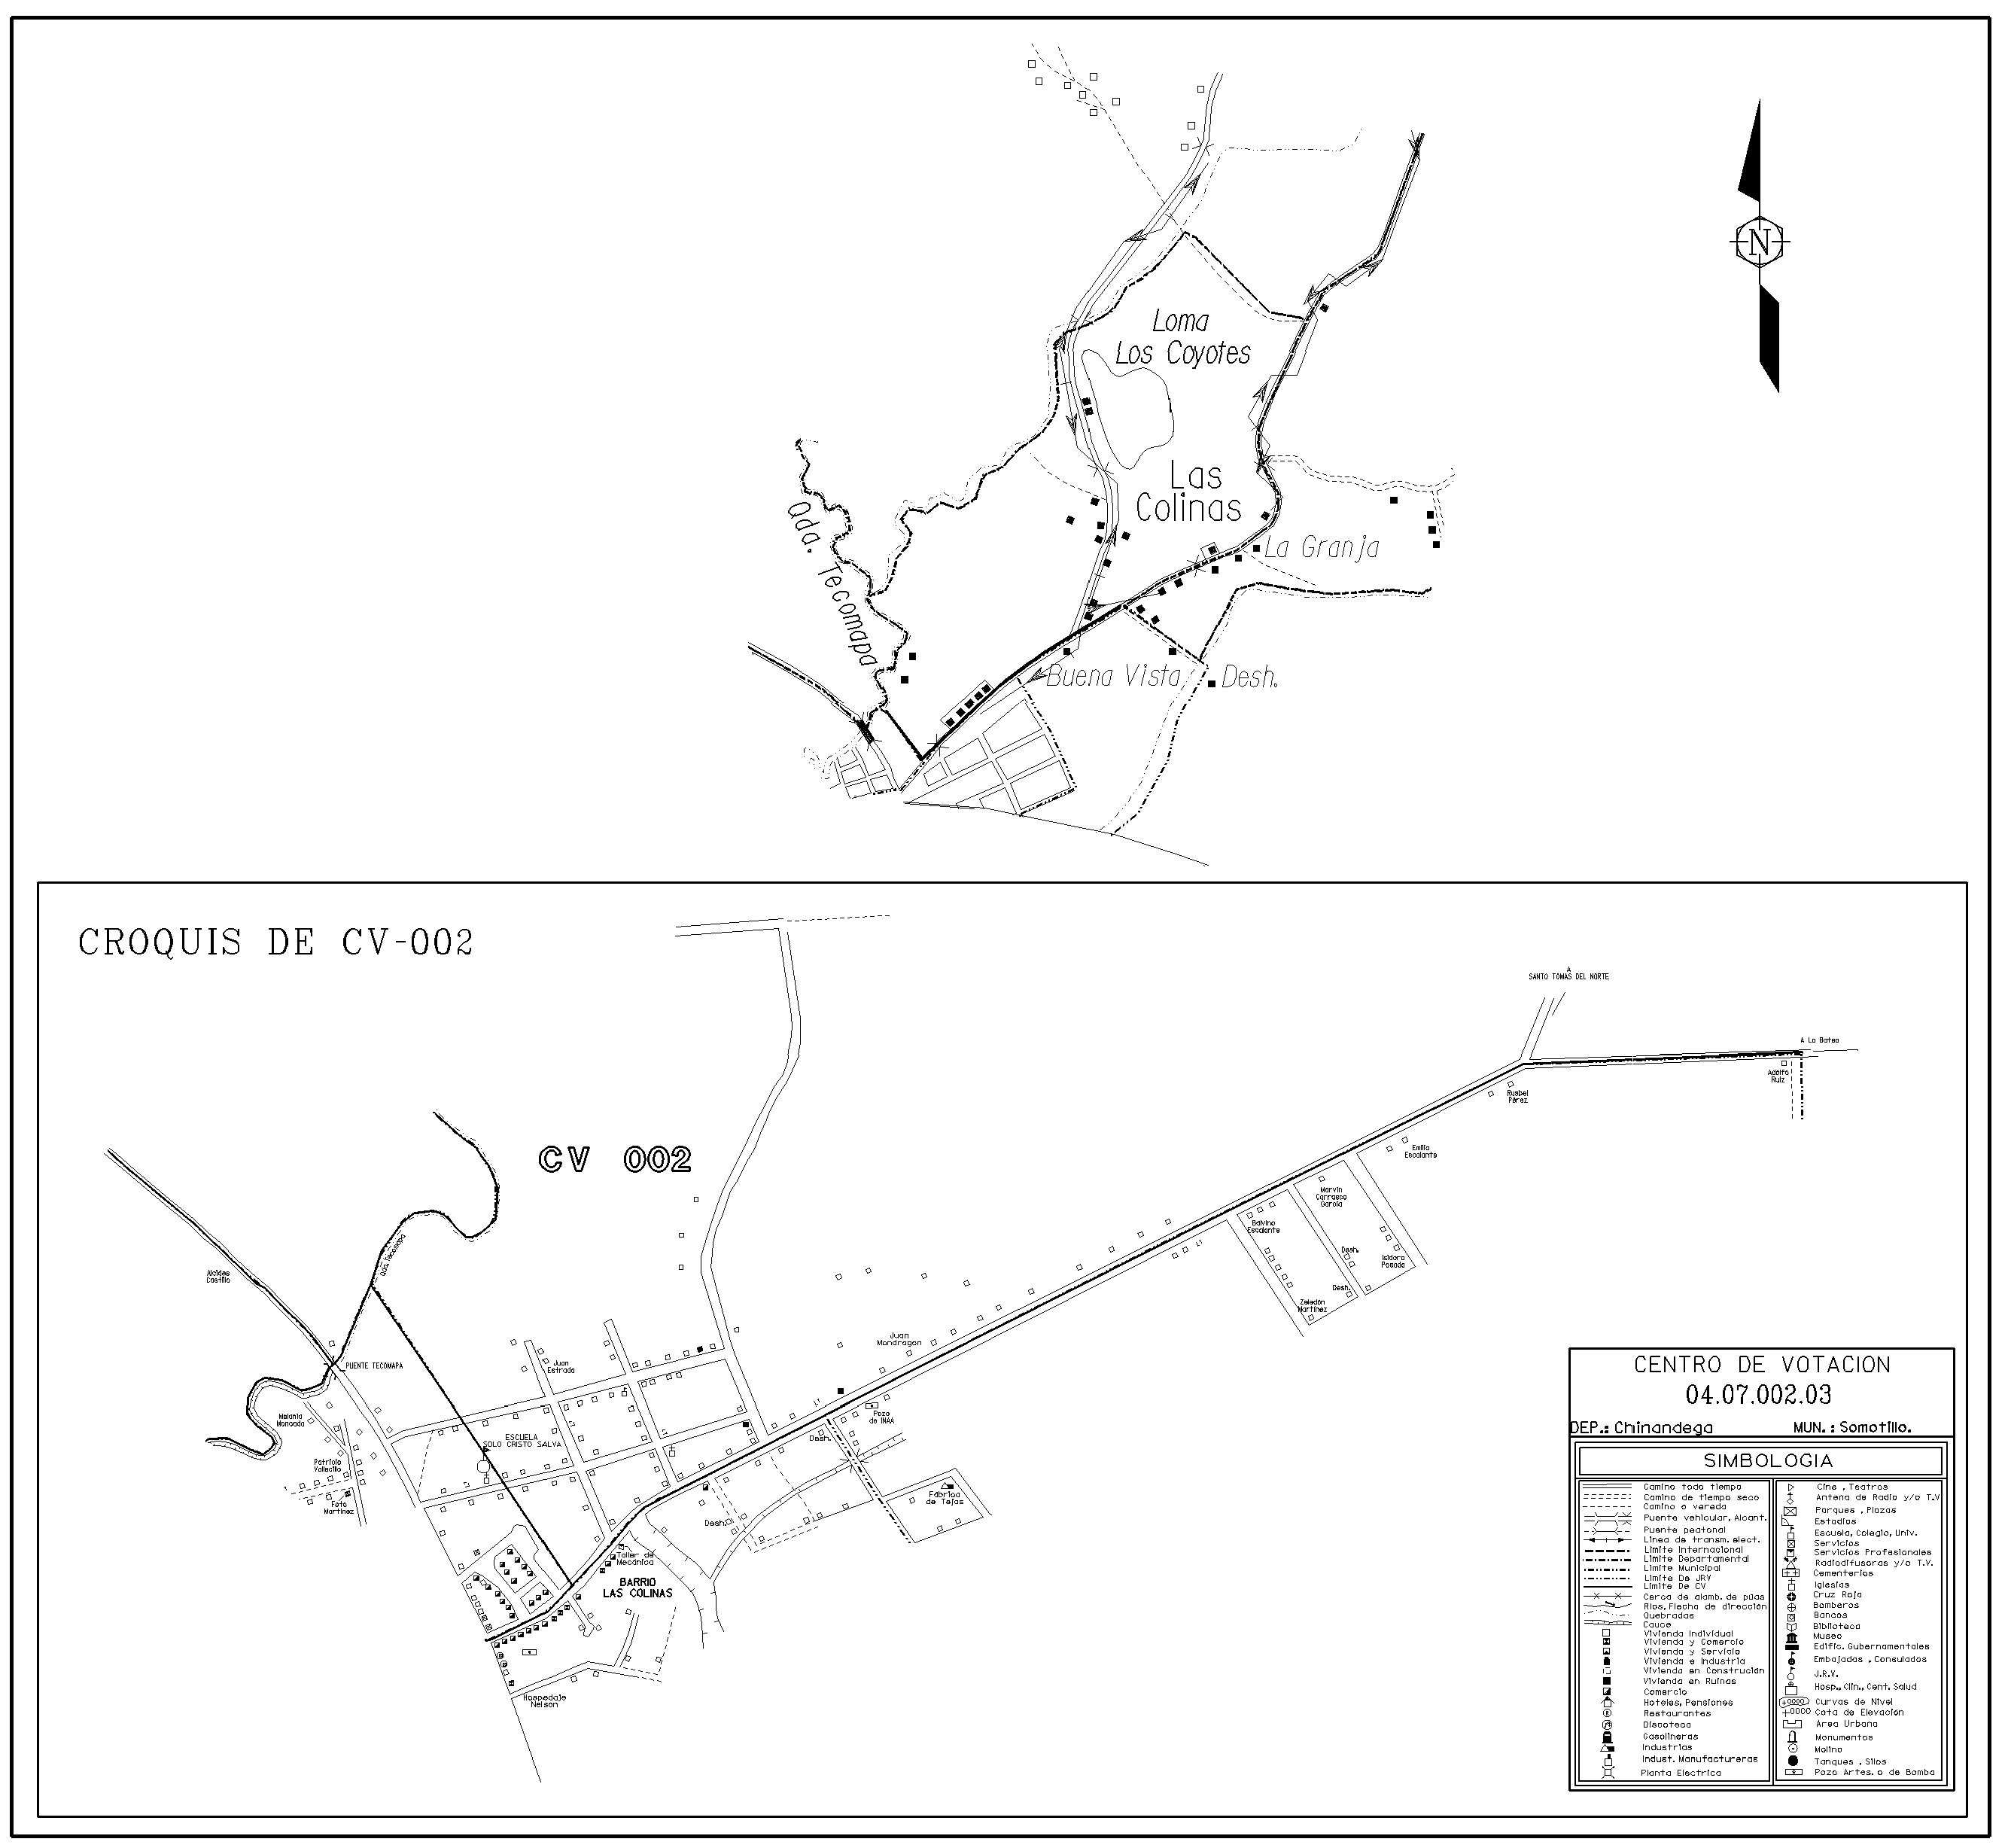 N
Loma
Los Coyotes
Las
Colinas
Qda. Tecomapa
La Granja
Buena Vista
Desh.
CROQUIS DE CV-002
A
SANTO TOMAS DEL NORTE
A La Batea
Adolfo
Ruiz
Rusbel
Pérez
Emilio
Escalante
CV 002
Marvin
Carrasco
García
Balvino
Escalante
Qda. Tecomapa
Alcides
Castillo
Desh.
Isidora
Posada
Desh.
Zeledón
Martínez
Juan
Mondragon
PUENTE TECOMAPA
Juan
Estrada
Melania
Moncada
Pozo
de INAA
ESCUELA
SOLO CRISTO SALVA
Desh.
Patricio
Vallecillo
Foto
Martínez
Fábrica
de Tejas
Desh.
Taller de
Mecánica
BARRIO
LAS COLINAS
Hospedaje
Nelson
CENTRO DE VOTACION
04.07.002.03
DEP.: Chinandega MUN. : Somotillo.
SIMBOLOGIA
Camino todo tiempo
Camino de tiempo seco
Camino o vereda
Puente vehicular, Alcant.
Puente peatonal
Linea de transm. elect.
Limite Internacional
Limite Departamental
Limite Municipal
Limite De JRV
Limite De CV
Cerca de alamb. de púas
Rios, Flecha de dirección
Quebradas
Cauce
Vivienda Individual
Vivienda y Comercio
Vivienda y Servicio
Vivienda e Industria
Vivienda en Construción
Vivienda en Ruinas
Comercio
Hoteles, Pensiones
Restaurantes
Discoteca
Gasolineras
Industrias
Indust. Manufactureras
Planta Electrica
Cine , Teatros
Antena de Radio y/o T.V
Parques , Plazas
Estadios
Escuela, Colegio, Univ.
Servicios
Servicios Profesionales
Radiodifusoras y/o T.V.
Cementerios
Iglesias
Cruz Roja
Bomberos
Bancos
Biblioteca
Museo
Edific. Gubernamentales
Embajadas , Consulados
J.R.V.
Hosp., Clin., Cent. Salud
Curvas de Nivel
+0000 Cota de Elevación
Area Urbana
Monumentos
Molino
Tanques , Silos
Pozo Artes. o de Bomba